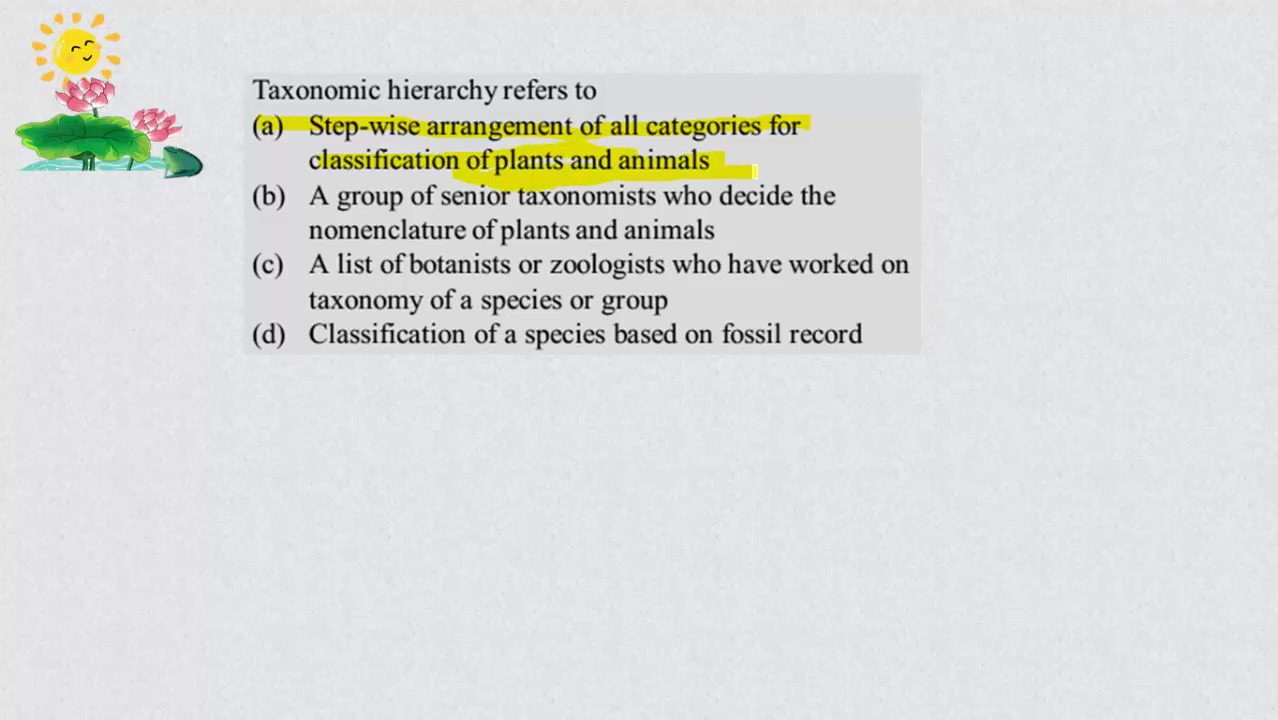 Taxonomic hierarchy refers to
(a) Step-wise arrangement of all categories for
classification of plants and animals
(b) A group of senior taxonomists who decide the
nomenclature of plants and animals
(c) A list of botanists or zoologists who have worked on
taxonomy of a species or group
(d) Classification of a species based on fossil record